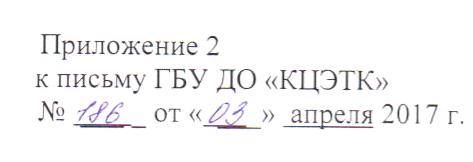 Приложение 2
к письму ГБУ ДО «КЦЭТК»
№ 186 от «03» апреля 2017 г.